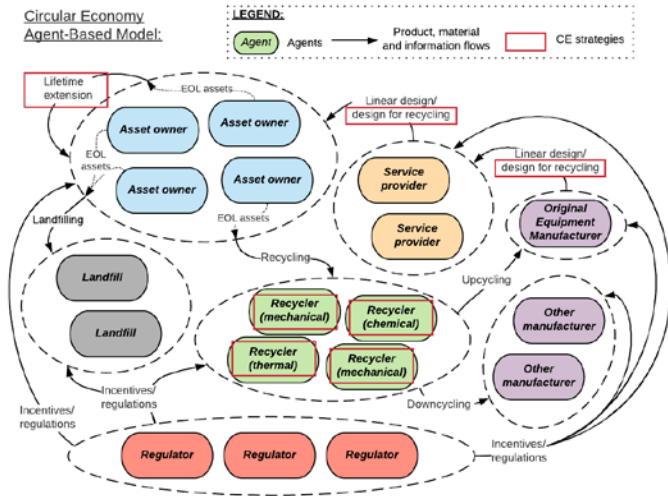 Circular Economy
Agent-Based Model:
LEGEND:
Agent
Agents
Product, material
and information flows
CE strategies
Lifetime
extension
EOL assets
Asset owner
Asset owner
EOL
assets
Asset owner
Asset owner
EOL assets
Linear design/
design for recycling
Linear design/
design for recycling
Service
provider
Service
provider
Original
Equipment
Manufacturer
Landfilling
Recycling
Upcycling
Landfill
Landfill
Recycler
(mechanical)
Recycler
(chemical)
Recycler
(thermal)
Recycler
(mechanical)
Other
manufacturer
Other
manufacturer
Downcycling
Incentives/
regulations
Incentives/
regulations
Incentives/
regulations
Regulator
Regulator
Regulator